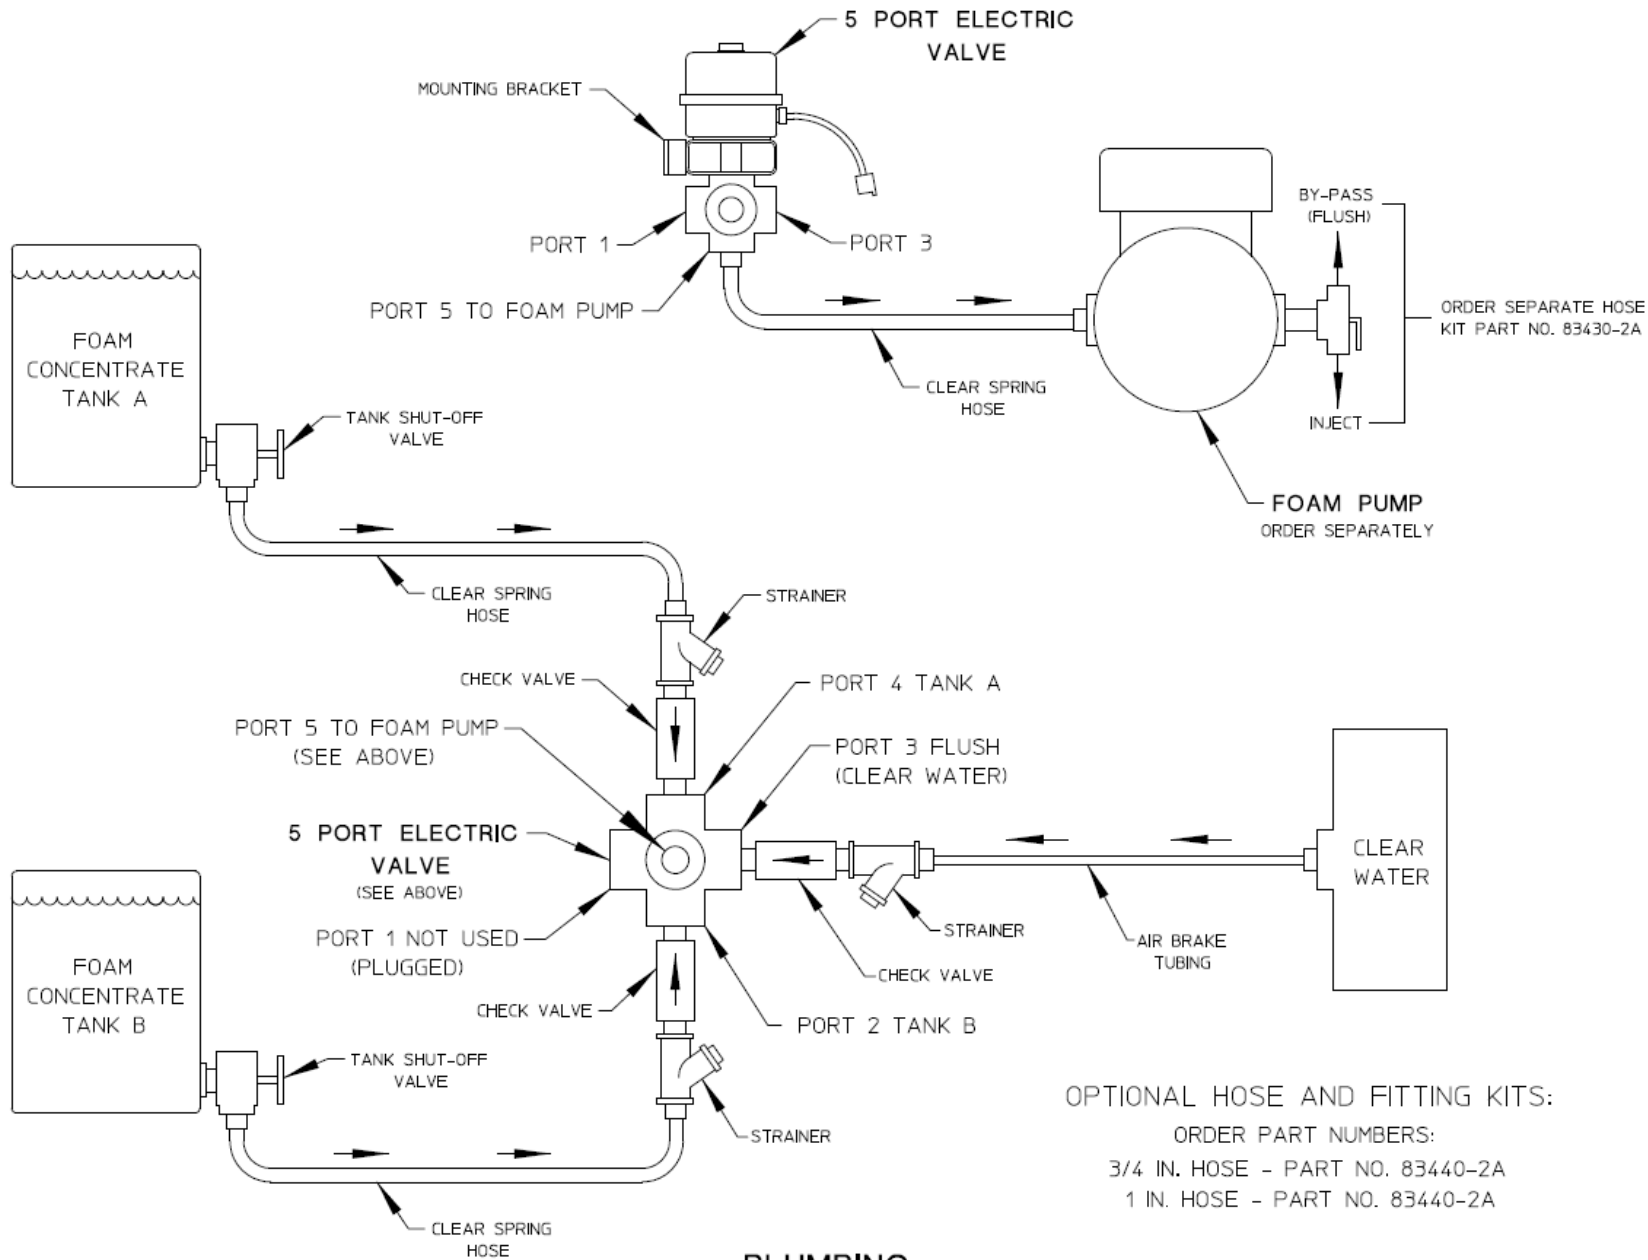 5 PORT ELECTRIC
VALVE
MOUNTING BRACKET
PORT 1
PORT 3
PORT 5 TO FOAM PUMP
BY-PASS
(FLUSH)
ORDER SEPARATE HOSE
KIT PART NO. 83430-2A
INJECT
CLEAR SPRING
HOSE
FOAM PUMP
ORDER SEPARATELY
FOAM
CONCENTRATE
TANK A
TANK SHUT-OFF
VALVE
CLEAR SPRING
HOSE
STRAINER
CHECK VALVE
PORT 4 TANK A
PORT 5 TO FOAM PUMP
(SEE ABOVE)
PORT 3 FLUSH
(CLEAR WATER)
5 PORT ELECTRIC
VALVE
(SEE ABOVE)
PORT 1 NOT USED
(PLUGGED)
CLEAR
WATER
STRAINER
AIR BRAKE
TUBING
CHECK VALVE
CHECK VALVE
PORT 2 TANK B
FOAM
CONCENTRATE
TANK B
TANK SHUT-OFF
VALVE
STRAINER
CLEAR SPRING
HOSE
OPTIONAL HOSE AND FITTING KITS:
ORDER PART NUMBERS:
3/4 IN. HOSE - PART NO. 83440-2A
1 IN. HOSE - PART NO. 83440-2A
PLUMBING